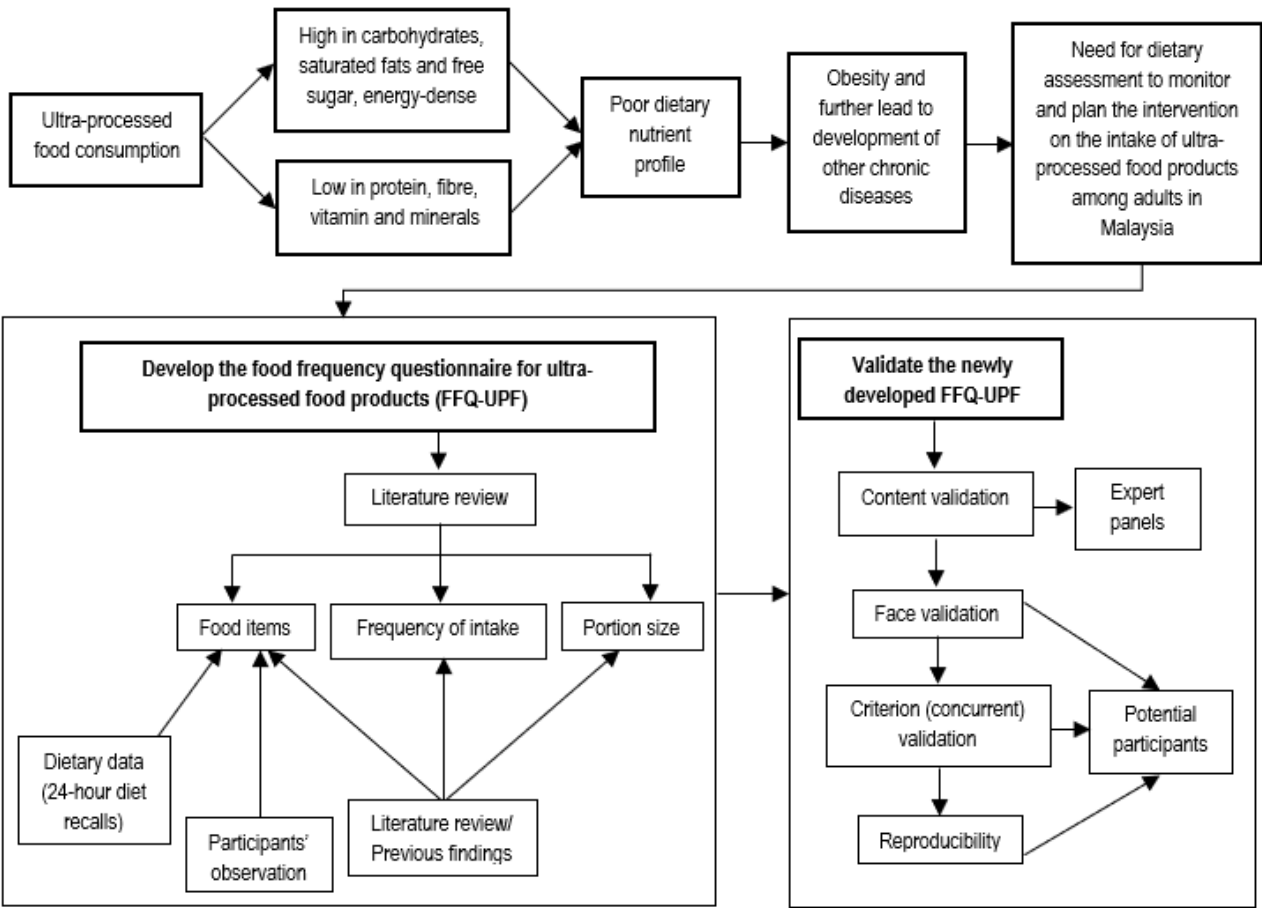 Ultra-processed
food consumption
High in carbohydrates,
saturated fats and free
sugar, energy-dense
Low in protein, fibre,
vitamin and minerals
Poor dietary
nutrient
profile
Obesity and
further lead to
development of
other chronic
diseases
Need for dietary
assessment to monitor
and plan the intervention
on the intake of ultra-
processed food products
among adults in
Malaysia
Develop the food frequency questionnaire for ultra-
processed food products (FFQ-UPF)
Literature review
Food items
Frequency of intake
Portion size
Dietary data
(24-hour diet
recalls)
Participants'
observation
Literature review/
Previous findings
Validate the newly
developed FFQ-UPF
Content validation
Expert
panels
Face validation
Criterion (concurrent)
validation
Potential
participants
Reproducibility